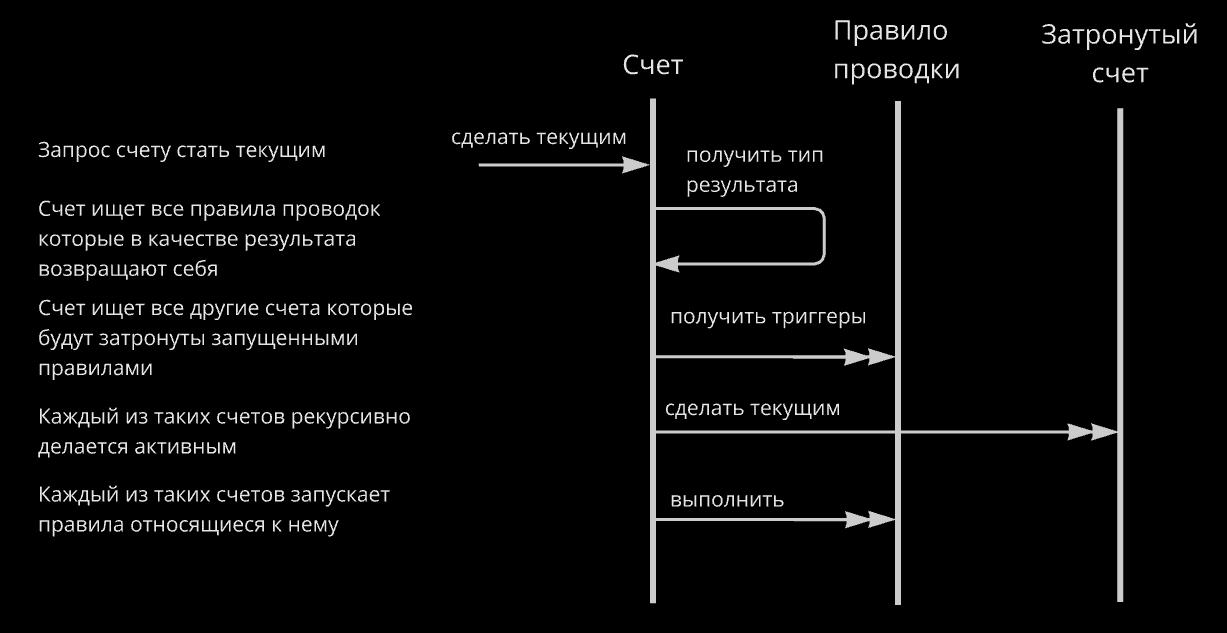 Счет
Правило
проводки
Затронутый
счет
Запрос счету стать текущим
сделать текущим
получить тип
результата
Счет ищет все правила проводок
которые в качестве результата
возвращают себя
Счет ищет все другие счета которые
будут затронуты запущенными
правилами
получить триггеры
Каждый из таких счетов рекурсивно
делается активным
сделать текущим
Каждый из таких счетов запускает
правила относящиеся к нему
выполнить